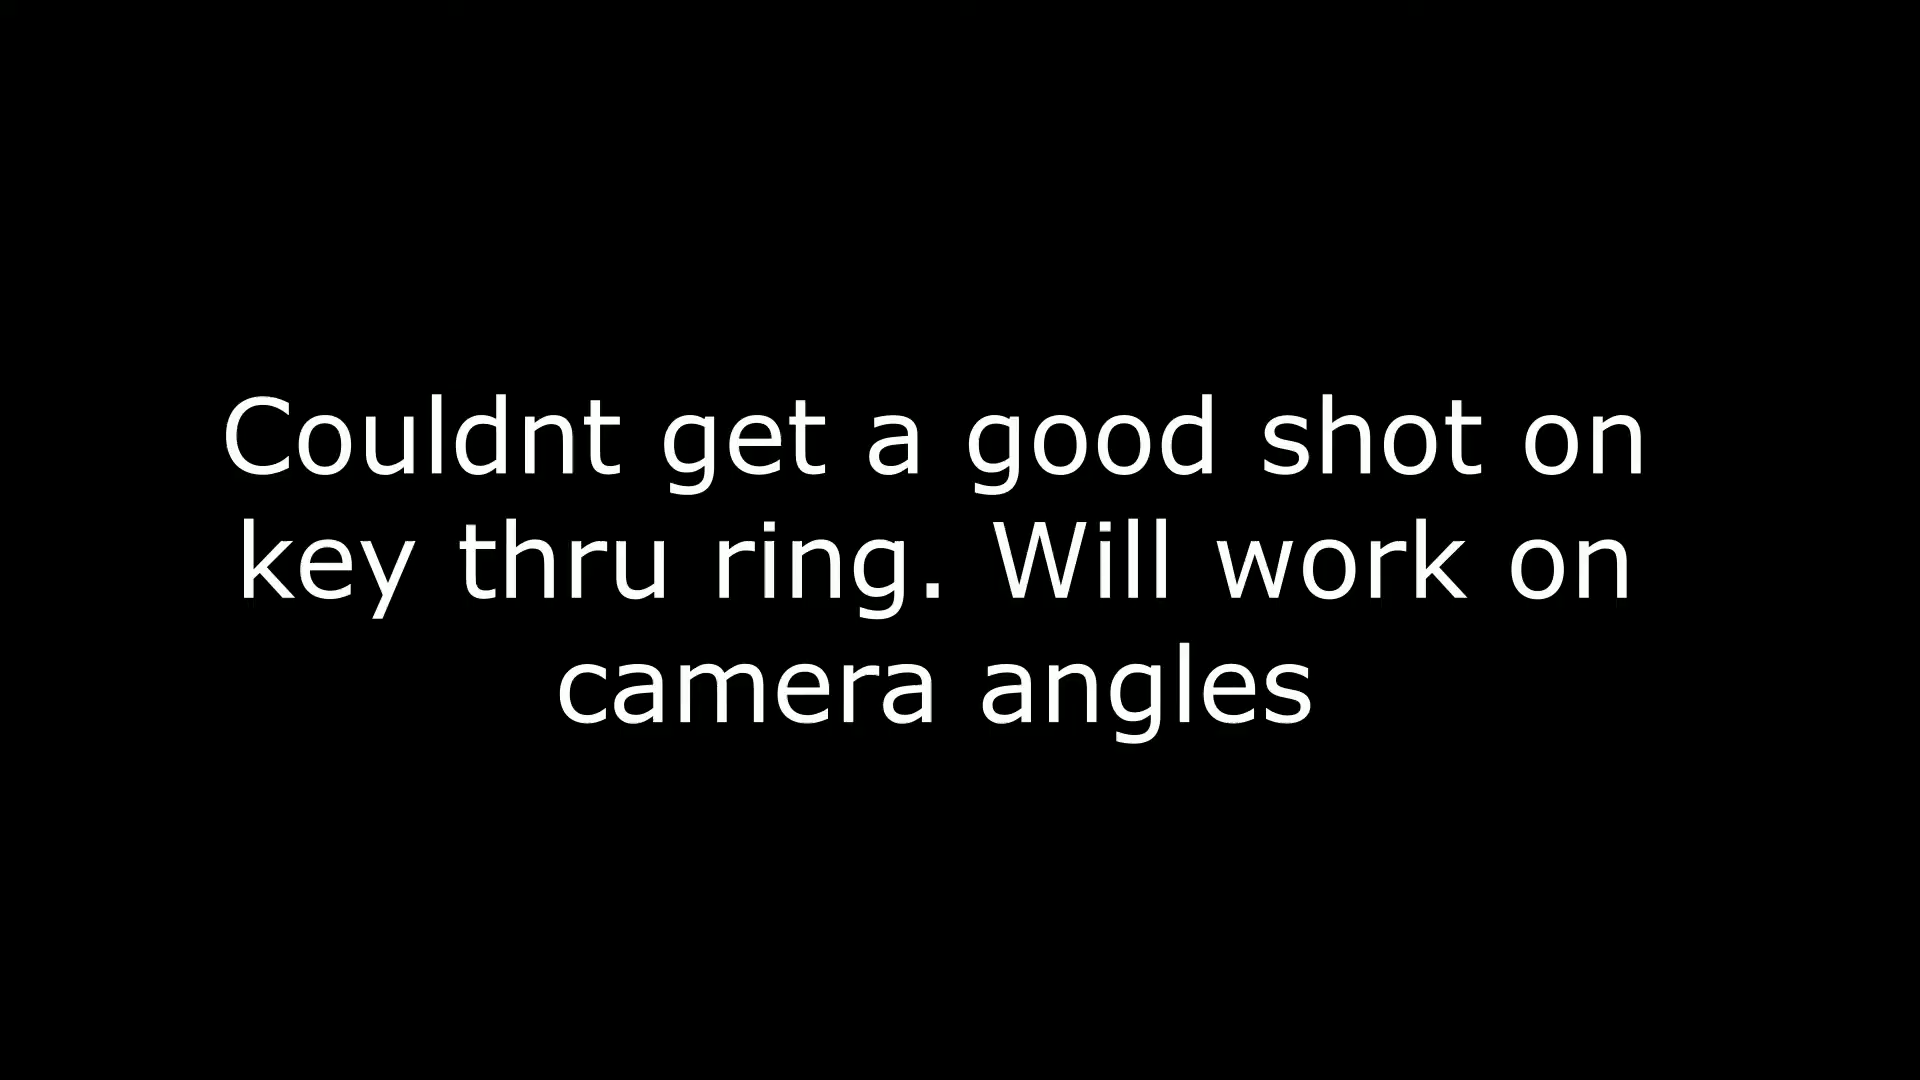 Couldnt get a good shot on
key thru ring. Will work on
camera angles